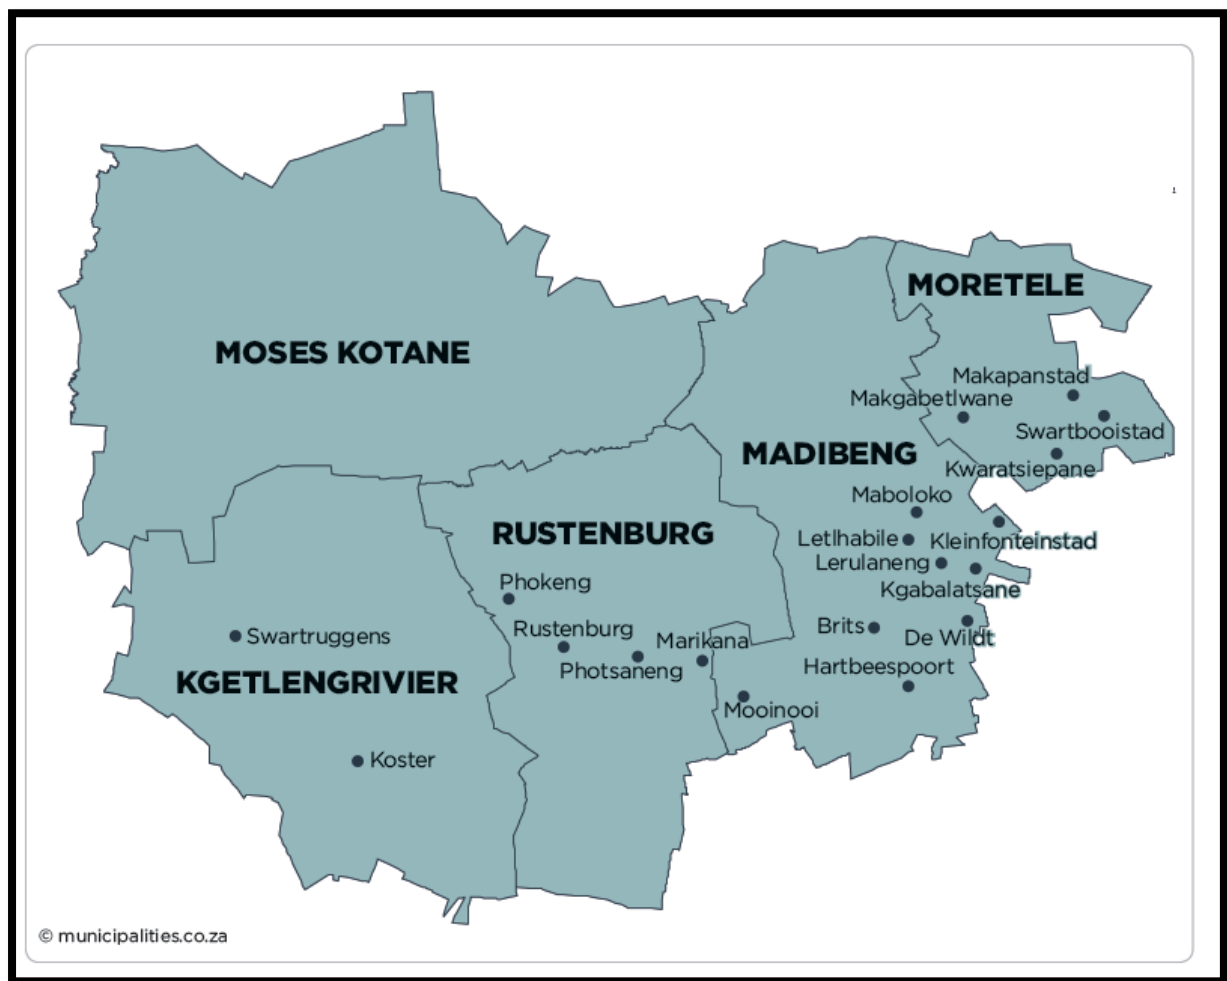 1
MORETELE
MOSES KOTANE
Makapanstad
Makgabetlwane
Swartbooistad
MADIBENG
Kwaratsiepane
Maboloko
RUSTENBURG
Letlhabile
Kleinfonteinstad
Lerulaneng
Phokeng
Kgabalatsane
Swartruggens
Rustenburg
Marikana
Brits
De Wildt
Photsaneng
Hartbeespoort
KGETLENGRIVIER
Mooinooi
Koster
© municipalities.co.za